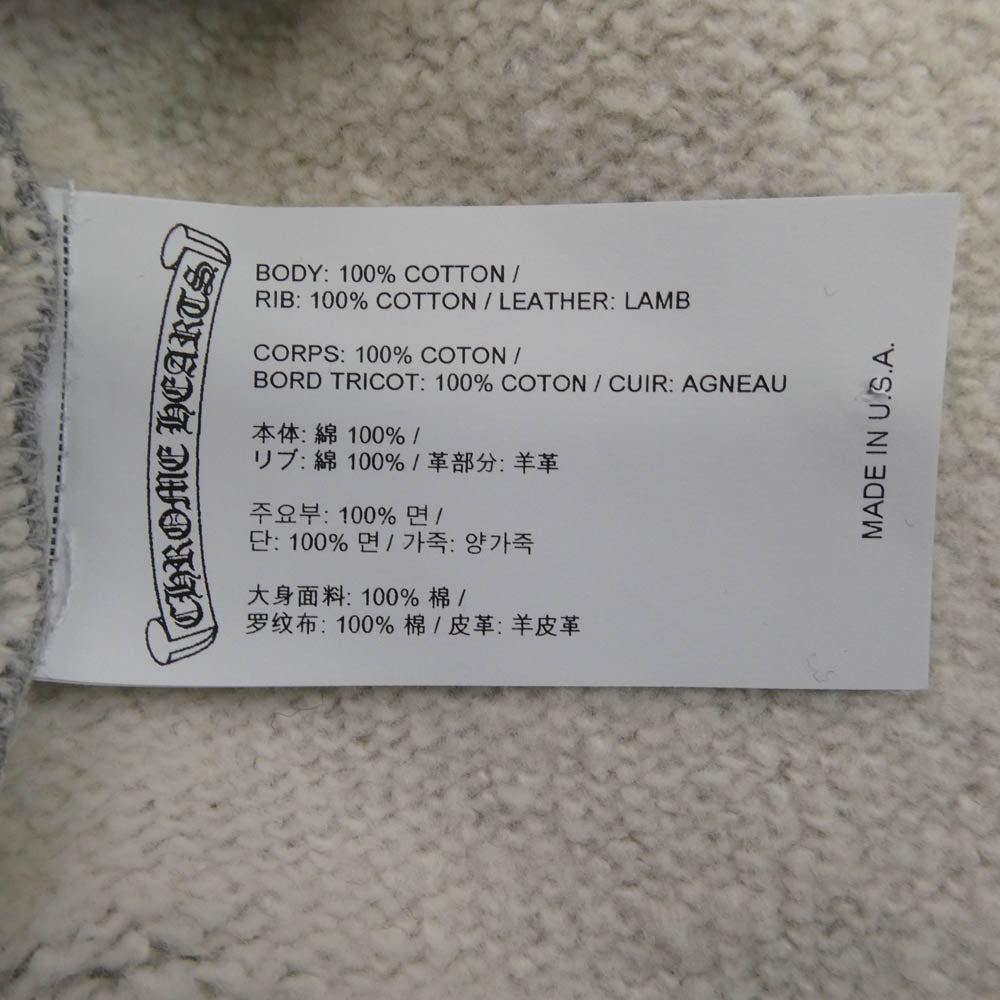 CHROME HEARTS
BODY: 100% COTTON /
RIB: 100% COTTON / LEATHER: LAMB
CORPS: 100% COTON /
BORD TRICOT: 100% COTON / CUIR: AGNEAU
本体: 綿 100% /
リブ: 綿 100% / 革部分: 羊革
주요부: 100% 면 /
단: 100% 면 / 가죽: 양가죽
大身面料: 100% 棉 /
罗纹布: 100% 棉 / 皮革: 羊皮革
MADE IN U.S.A.